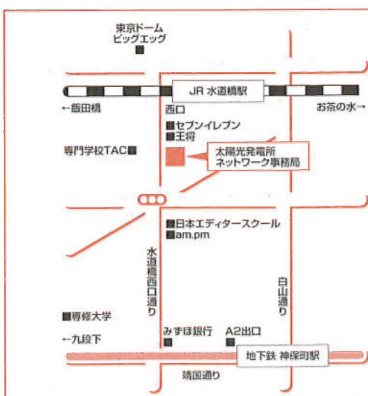 東京ドーム
ビッグエッグ
JR 水道橋駅
←飯田橋
西口
お茶の水→
セブンイレブン
王将
専門学校TAC
太陽光発電所
ネットワーク事務局
日本エディタースクール
am.pm
水道橋西口通り
白山通り
専修大学
←九段下
みずほ銀行
A2出口
地下鉄 神保町駅
靖国通り